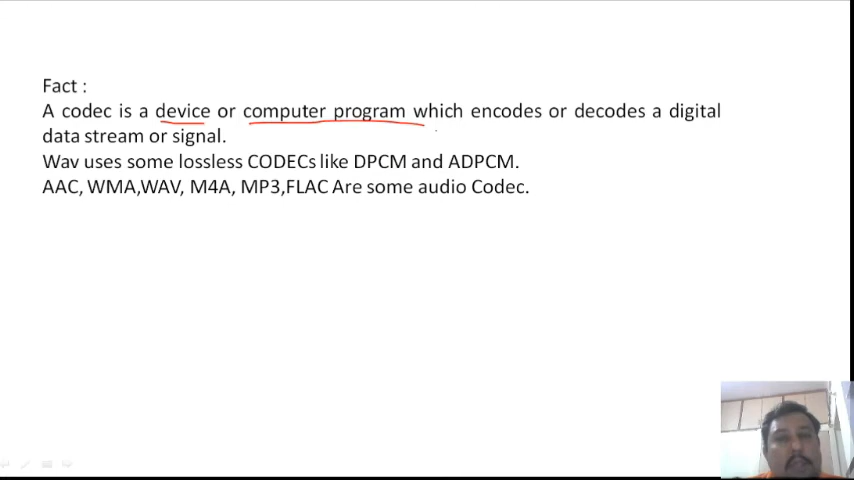 Fact :
A codec is a device or computer program which encodes or decodes a digital
data stream or signal.
Wav uses some lossless CODECs like DPCM and ADPCM.
AAC, WMA,WAV, M4A, MP3,FLAC Are some audio Codec.